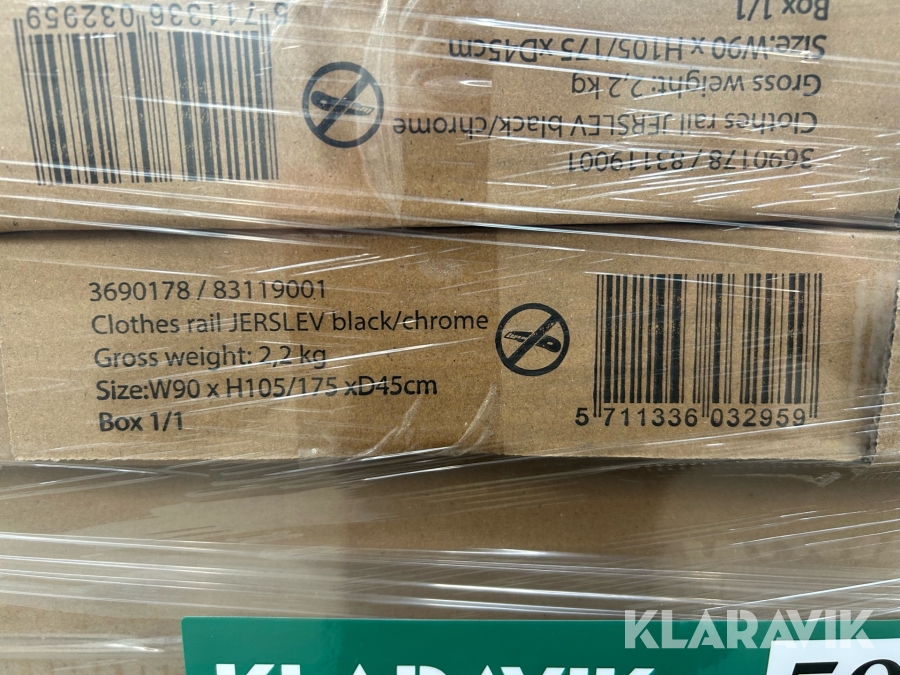 Box 1/1
Size:W90 x H105/175 xD45cm
Gross weight: 2,2 kg
Clothes rail JERSLEV black/chrome
3690178 / 83119001
5 711336 032959
3690178 / 83119001
Clothes rail JERSLEV black/chrome
Gross weight: 2,2 kg
Size:W90 x H105/175 xD45cm
Box 1/1
5 711336 032959
KLARAVIK
KLARAVIK